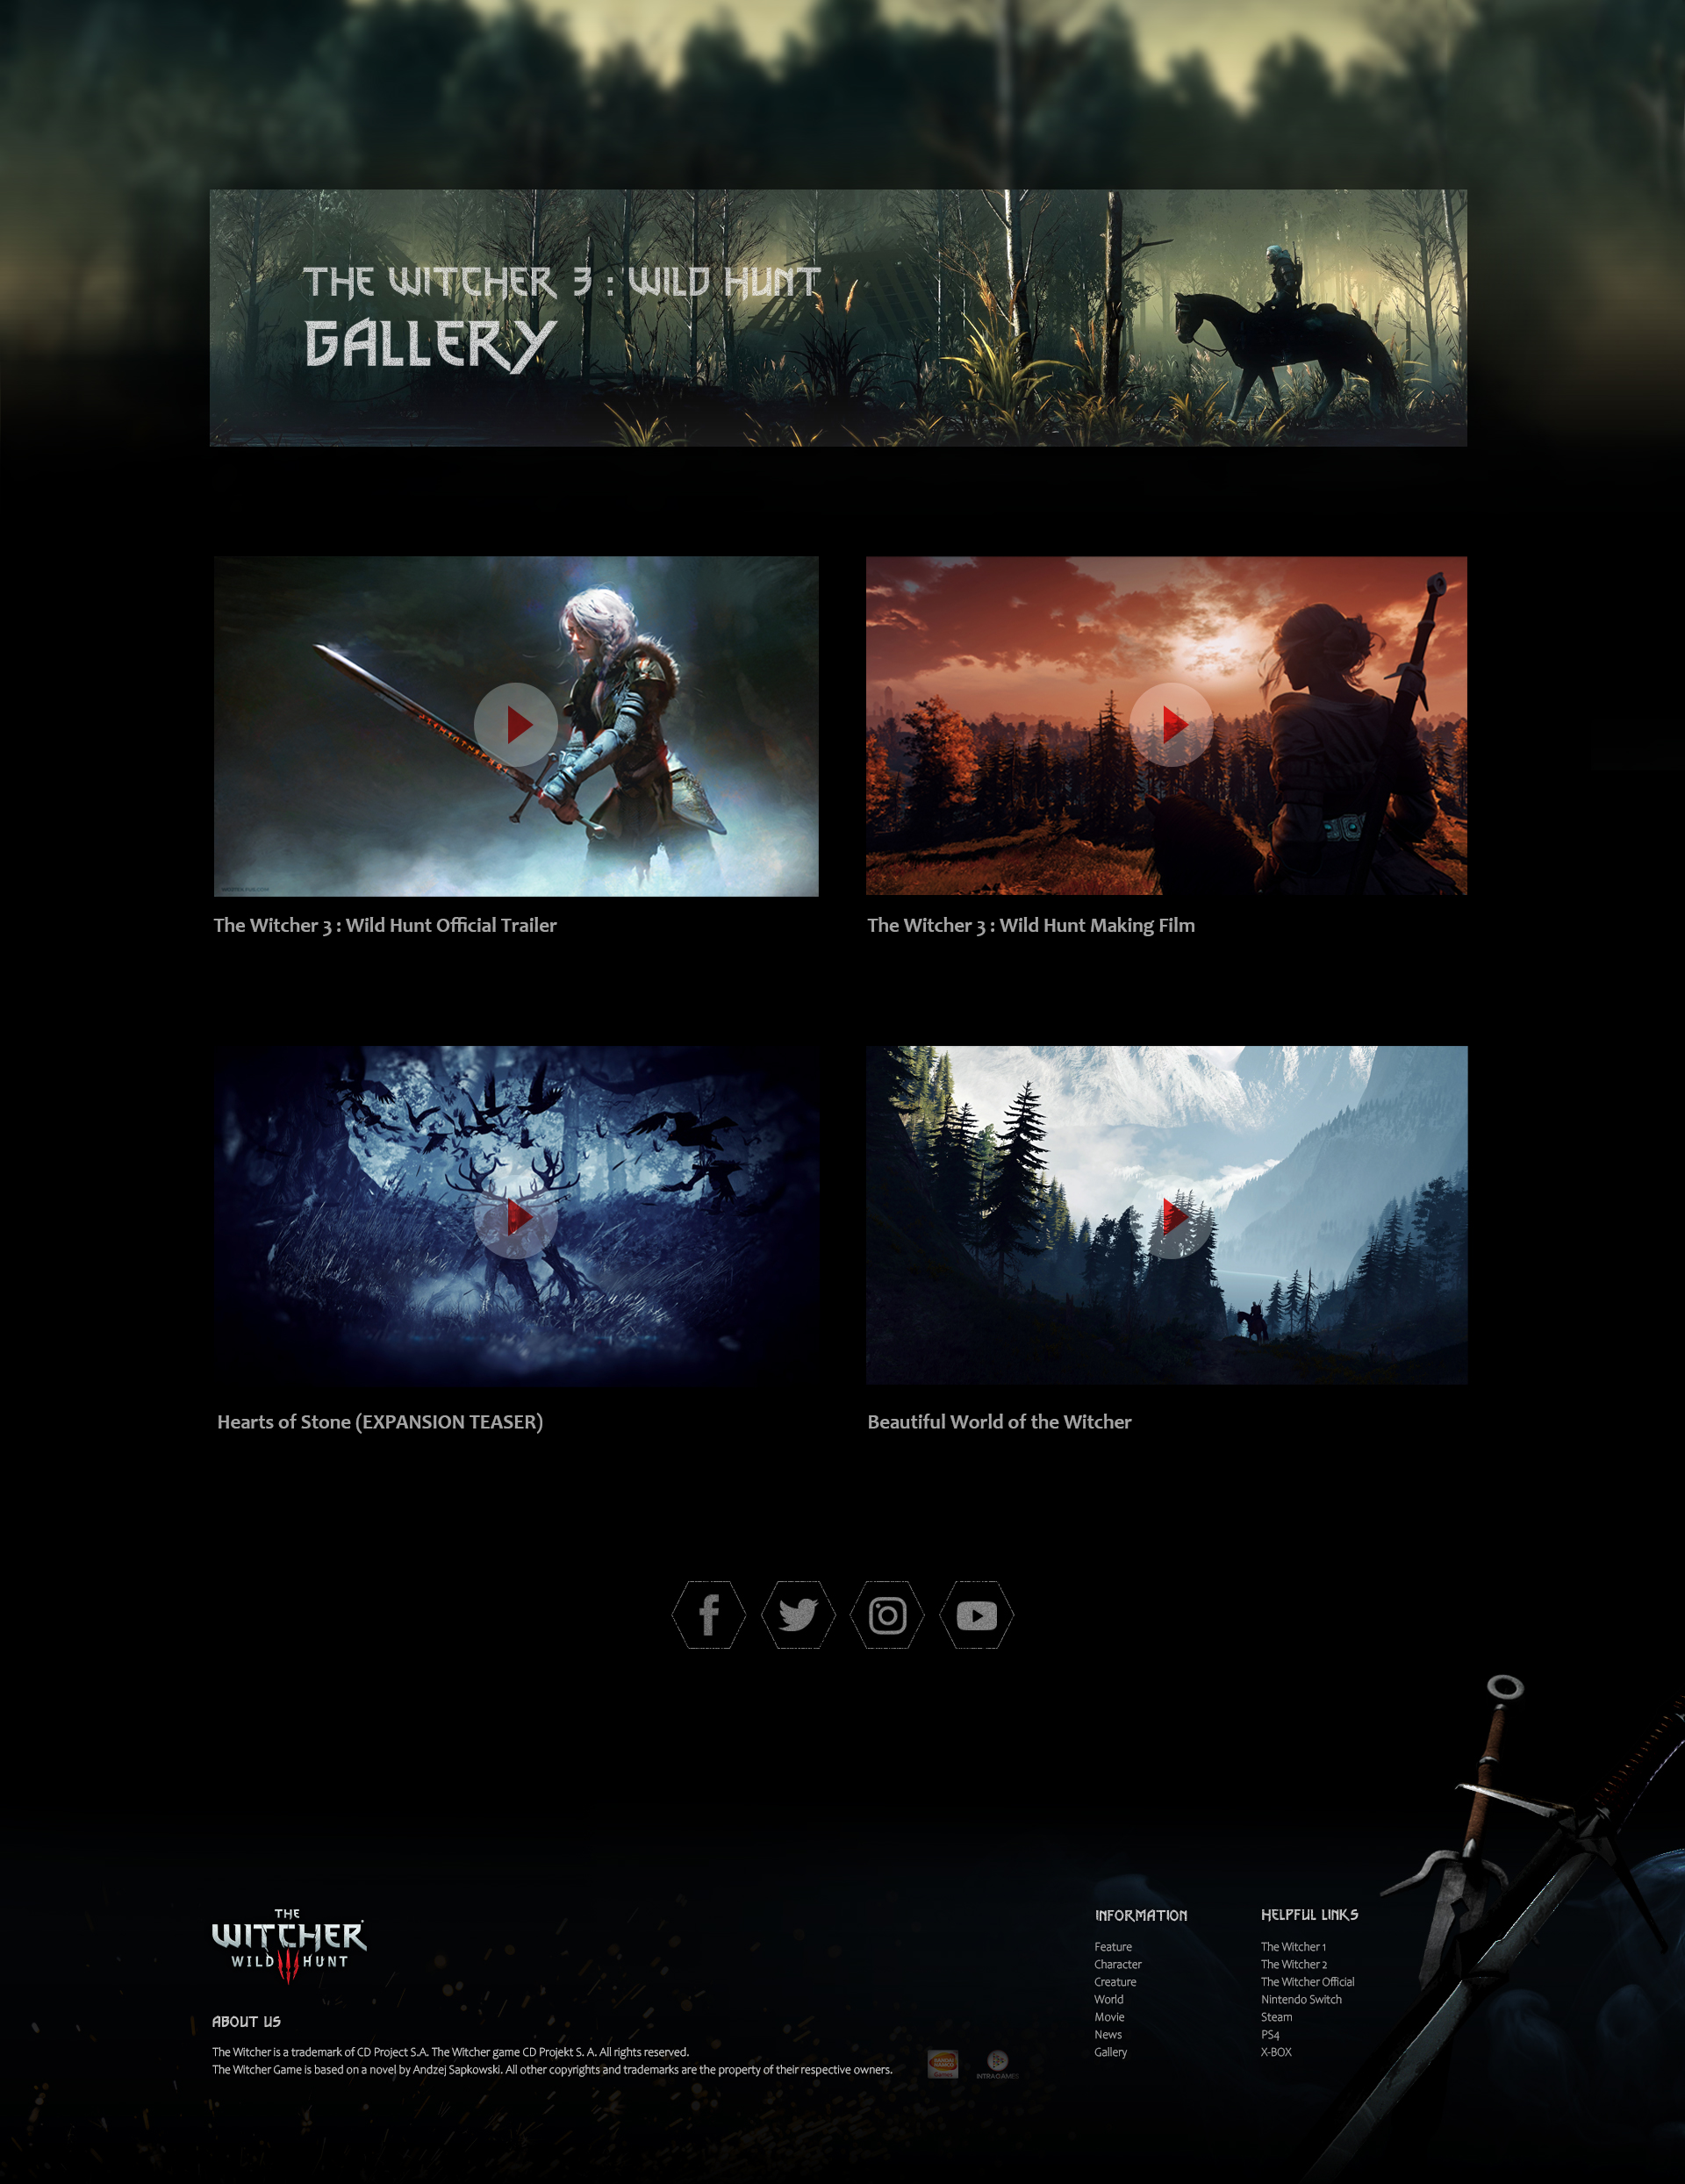 THE WITCHER 3 : WILD HUNT
GALLERY
The Witcher 3 : Wild Hunt Official Trailer
The Witcher 3 : Wild Hunt Making Film
Hearts of Stone (EXPANSION TEASER)
Beautiful World of the Witcher
THE
WITCHER
WILD HUNT
ABOUT US
The Witcher is a trademark of CD Project S.A. The Witcher game CD Projekt S. A. All rights reserved.
The Witcher Game is based on a novel by Andzej Sapkowski. All other copyrights and trademarks are the property of their respective owners.
INTRAGAMES
INFORMATION
Feature
Character
Creature
World
Movie
News
Gallery
HELPFUL LINKS
The Witcher 1
The Witcher 2
The Witcher Official
Nintendo Switch
Steam
PS4
X-BOX